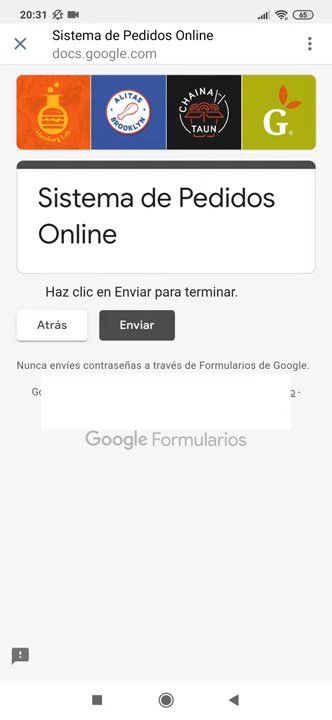 20:31
65
Sistema de Pedidos Online
docs.google.com
Hamburg Lab.
ALITAS
BROOKLYN
CHAINA
TAUN
G
Sistema de Pedidos
Online
Haz clic en Enviar para terminar.
Atrás
Enviar
Nunca envíes contraseñas a través de Formularios de Google.
Google Formularios